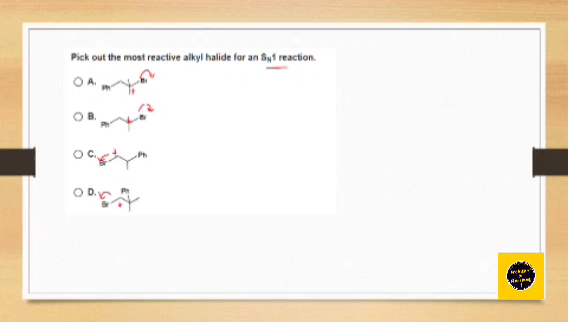 Pick out the most reactive alkyl halide for an SN1 reaction.
A. Ph Br
B. Ph Br
C. Br Ph
D. Br Ph